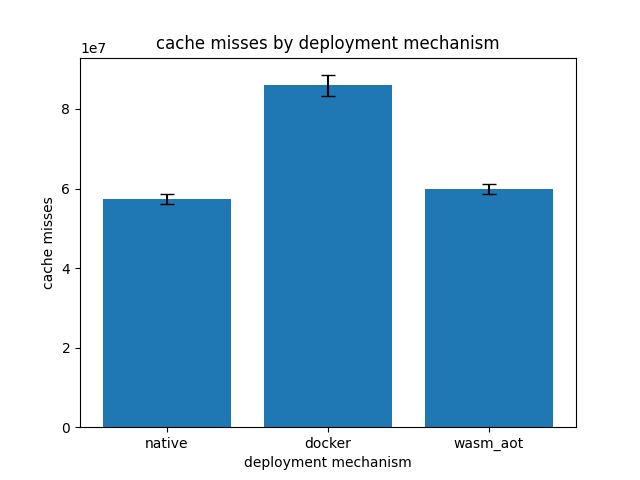 cache misses by deployment mechanism
1e7
8
6
4
2
0
cache misses
native
docker
wasm_aot
deployment mechanism